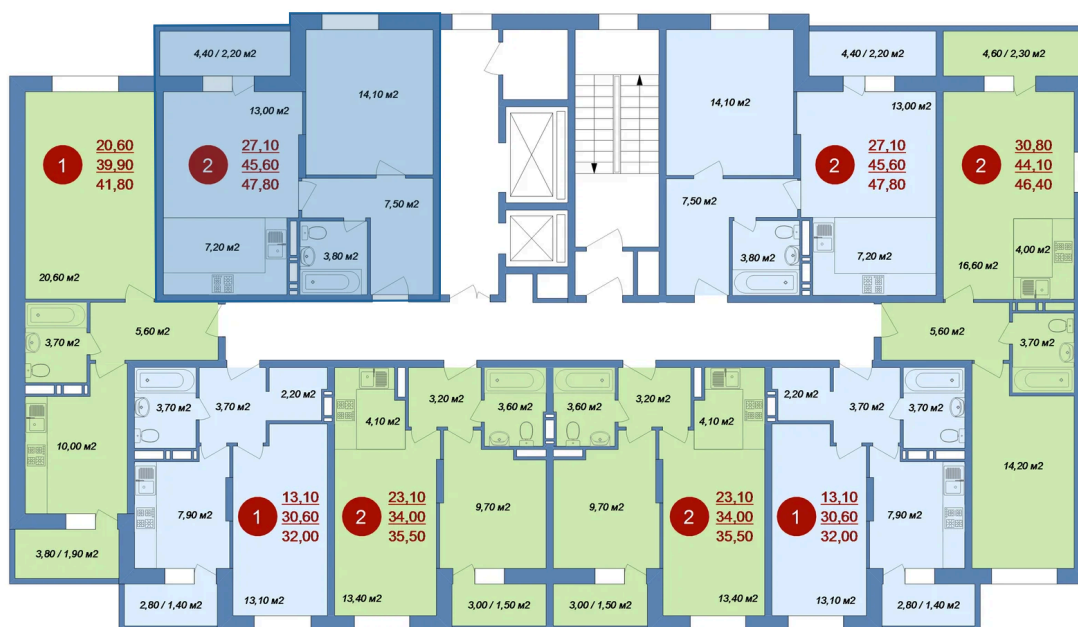 4,40 / 2,20 м2
14,10 м2
13,00 м2
2
27,10
45,60
47,80
7,50 м2
7,20 м2
3,80 м2
1
20,60
39,90
41,80
20,60 м2
14,10 м2
4,40 / 2,20 м2
13,00 м2
2
27,10
45,60
47,80
7,50 м2
3,80 м2
7,20 м2
4,60 / 2,30 м2
2
30,80
44,10
46,40
4,00 м2
16,60 м2
3,70 м2
5,60 м2
10,00 м2
3,80 / 1,90 м2
5,60 м2
3,70 м2
14,20 м2
3,70 м2
3,70 м2
2,20 м2
7,90 м2
1
13,10
30,60
32,00
13,10 м2
2,80 / 1,40 м2
4,10 м2
3,20 м2
3,60 м2
2
23,10
34,00
35,50
9,70 м2
13,40 м2
3,00 / 1,50 м2
3,60 м2
3,20 м2
4,10 м2
9,70 м2
2
23,10
34,00
35,50
13,40 м2
3,00 / 1,50 м2
2,20 м2
3,70 м2
3,70 м2
1
13,10
30,60
32,00
7,90 м2
13,10 м2
2,80 / 1,40 м2